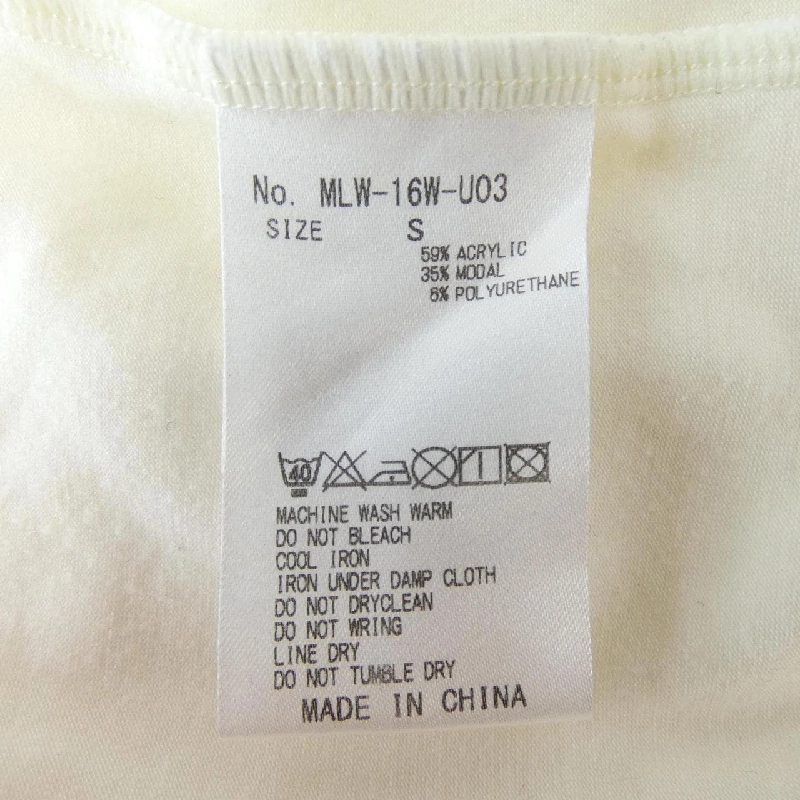 No. MLW-16W-U03
SIZE S
59% ACRYLIC
35% MODAL
6% POLYURETHANE
40
MACHINE WASH WARM
DO NOT BLEACH
COOL IRON
IRON UNDER DAMP CLOTH
DO NOT DRYCLEAN
DO NOT WRING
LINE DRY
DO NOT TUMBLE DRY
MADE IN CHINA